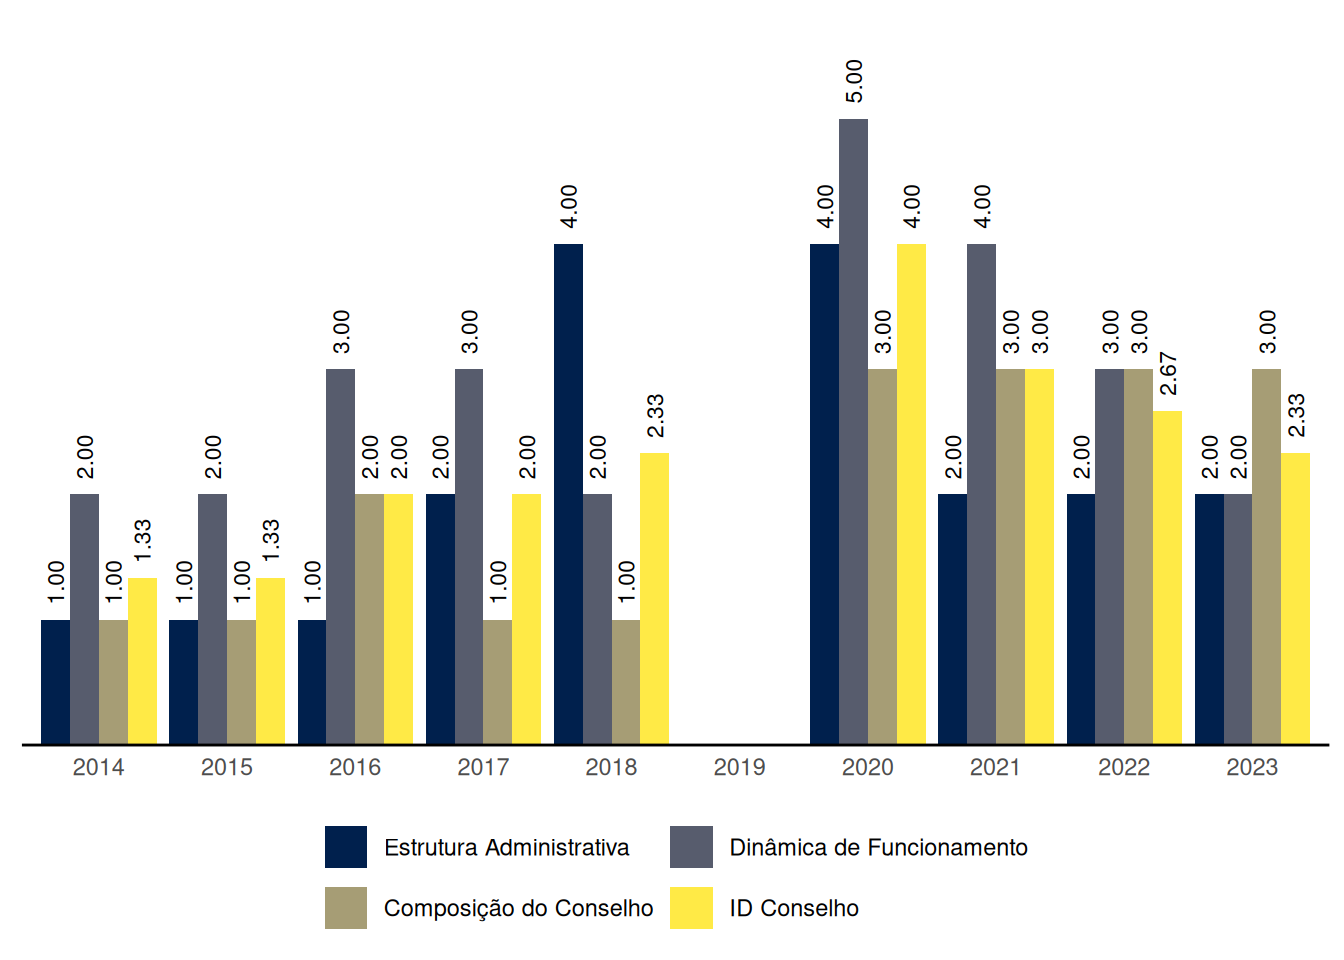 5.00
4.00 4.00 4.00 4.00
3.00 3.00 3.00 3.00 3.00 3.00 3.00 3.00
2.67
2.33 2.33
2.00 2.00 2.00 2.00 2.00 2.00 2.00 2.00 2.00 2.00 2.00
1.33 1.33
1.00 1.00 1.00 1.00 1.00 1.00 1.00
2014 2015 2016 2017 2018 2019 2020 2021 2022 2023
Estrutura Administrativa Dinâmica de Funcionamento
Composição do Conselho ID Conselho